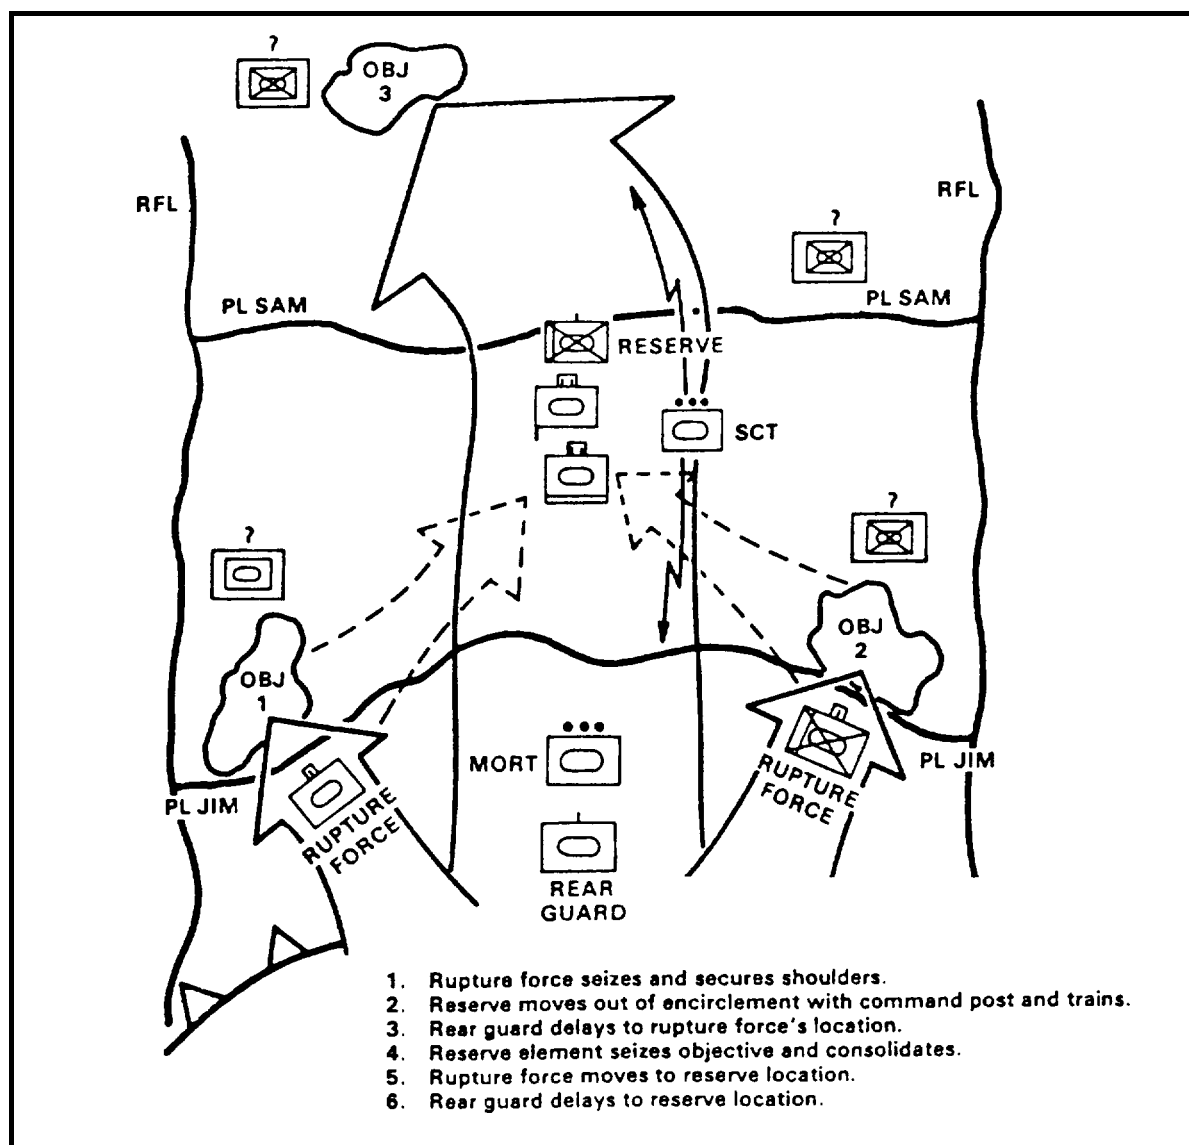 ?
OBJ
3
RFL
RFL
?
PL SAM
PL SAM
RESERVE
SCT
?
?
OBJ
1
OBJ
2
MORT
PL JIM
PL JIM
RUPTURE
FORCE
RUPTURE
FORCE
REAR
GUARD
1. Rupture force seizes and secures shoulders.
2. Reserve moves out of encirclement with command post and trains.
3. Rear guard delays to rupture force's location.
4. Reserve element seizes objective and consolidates.
5. Rupture force moves to reserve location.
6. Rear guard delays to reserve location.